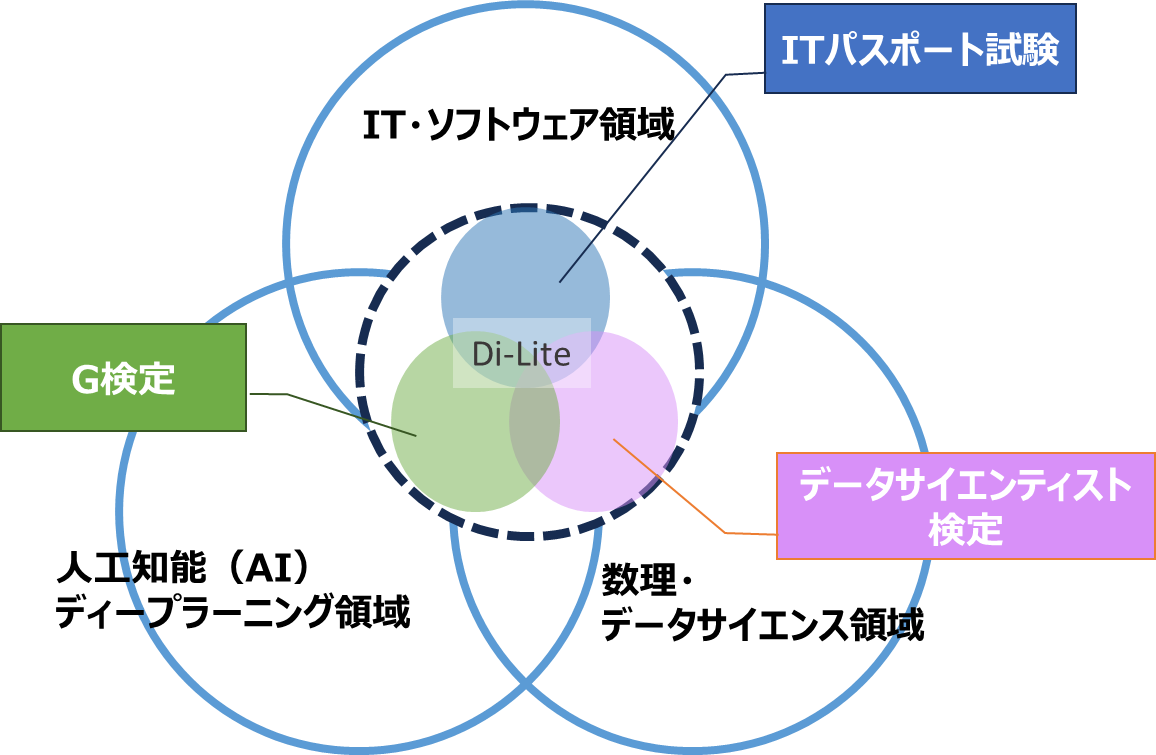 ITパスポート試験
IT・ソフトウェア領域
Di-Lite
G検定
データサイエンティスト
検定
人工知能（AI）
ディープラーニング領域
数理・
データサイエンス領域